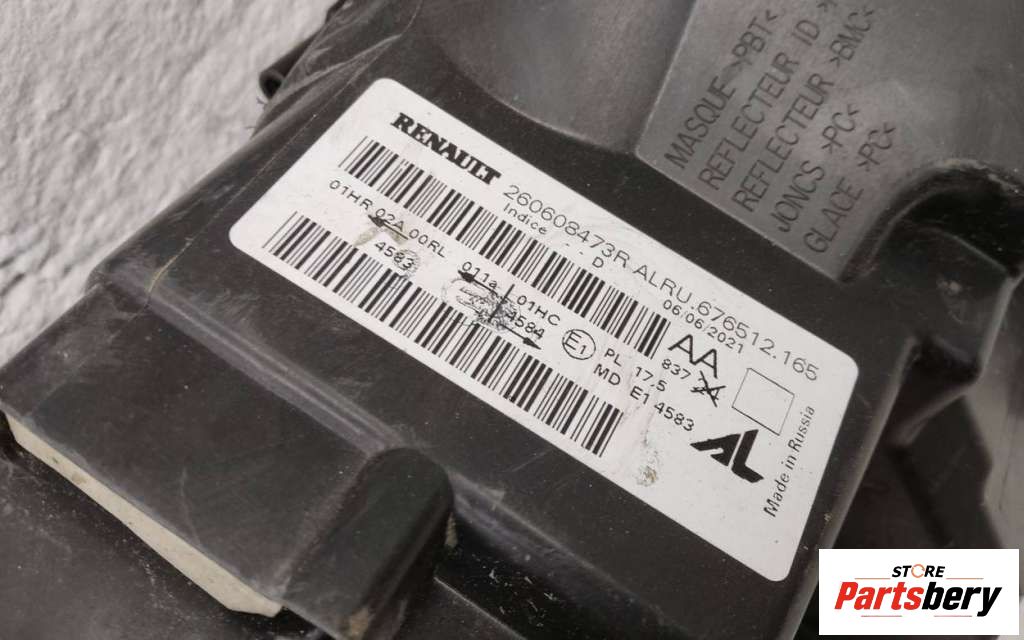 MASQUE >PBT<
REFLECTEUR ID >
REFLECTEUR >BMC<
JONCS >PC<
GLACE >PC<
RENAULT
260608473R ALRU.676512.165
Indice : D
06/06/2021
01HR 02A 00RL
4583
011a 01HC
4584
E1
AA
PL 837
17.5
MD E1 4583
AL
Made in Russia
STORE
Partsbery